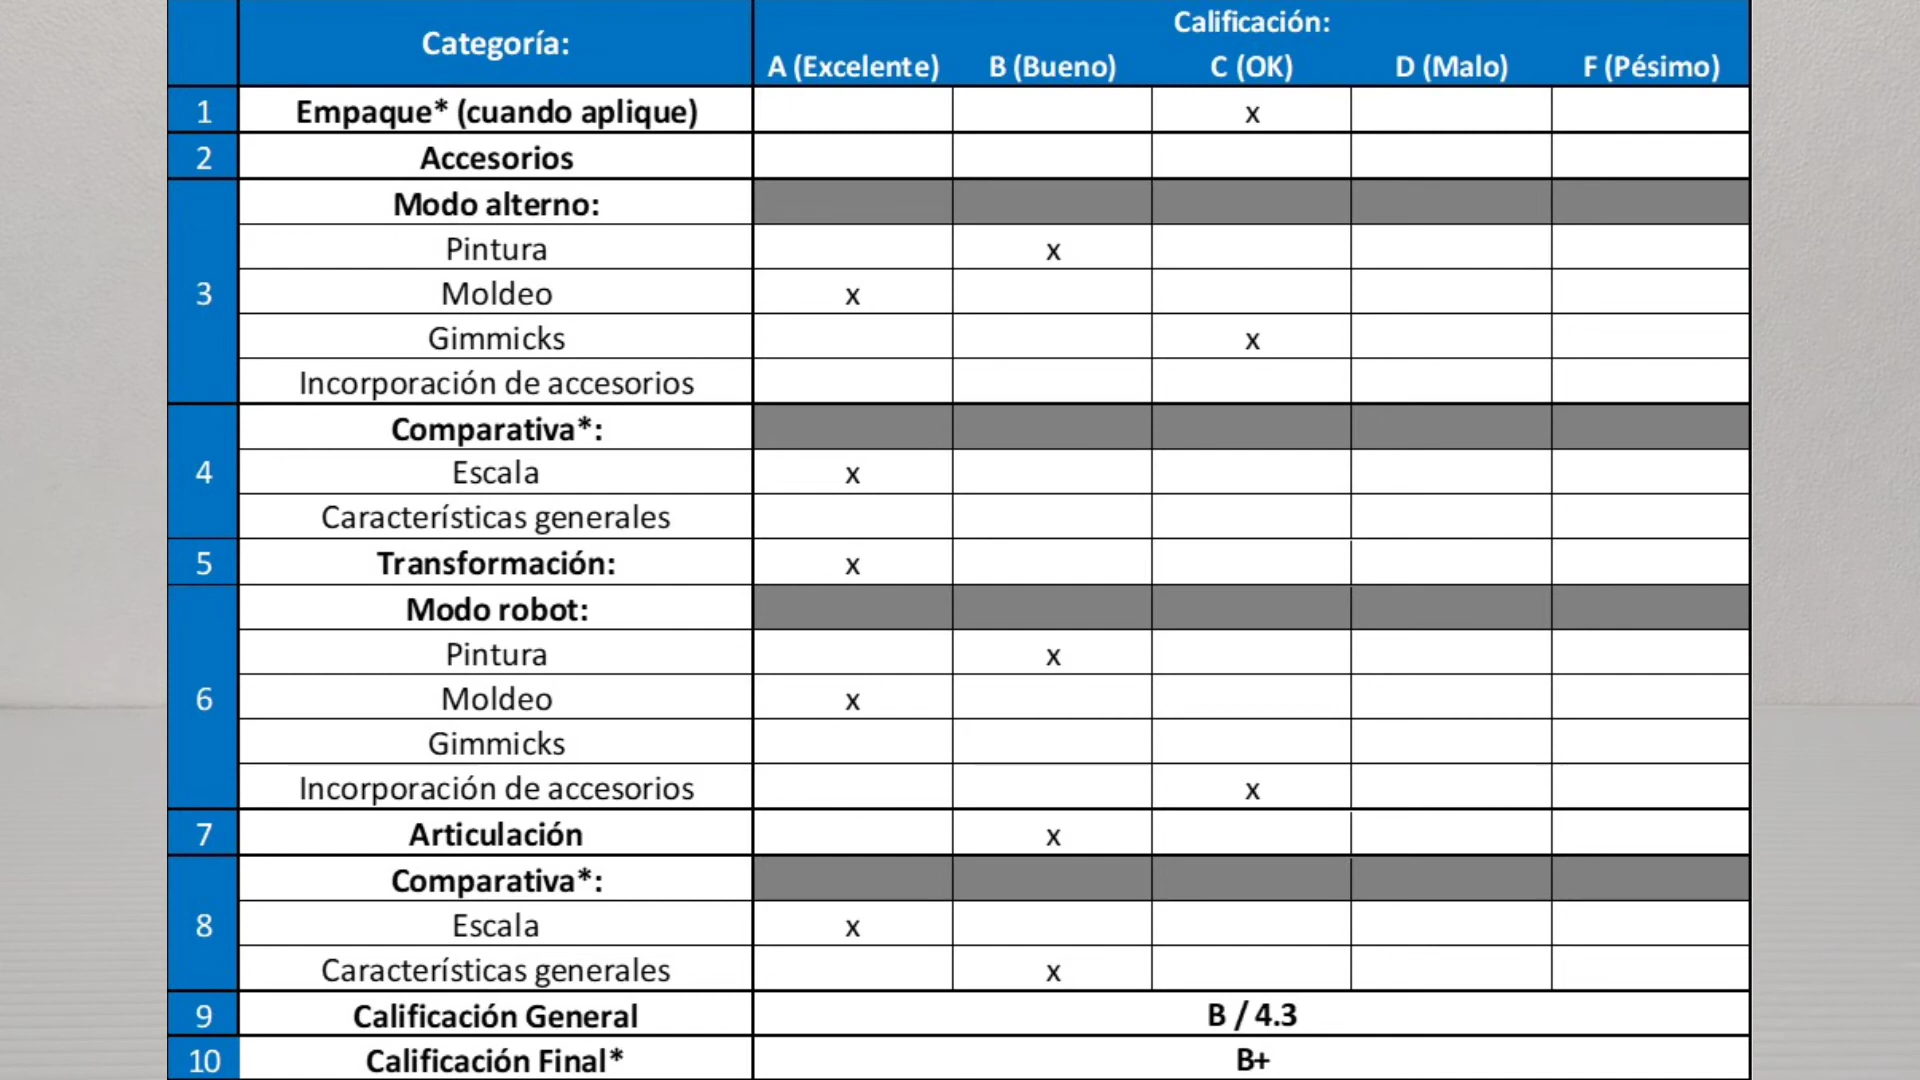 Categoría:
Calificación:
A (Excelente) B (Bueno) C (OK) D (Malo) F (Pésimo)
1 Empaque* (cuando aplique) x
2 Accesorios
3 Modo alterno:
Pintura x
Moldeo x
Gimmicks x
Incorporación de accesorios
4 Comparativa*:
Escala x
Características generales
5 Transformación: x
6 Modo robot:
Pintura x
Moldeo x
Gimmicks
Incorporación de accesorios x
7 Articulación x
8 Comparativa*:
Escala x
Características generales x
9 Calificación General B / 4.3
10 Calificación Final* B+